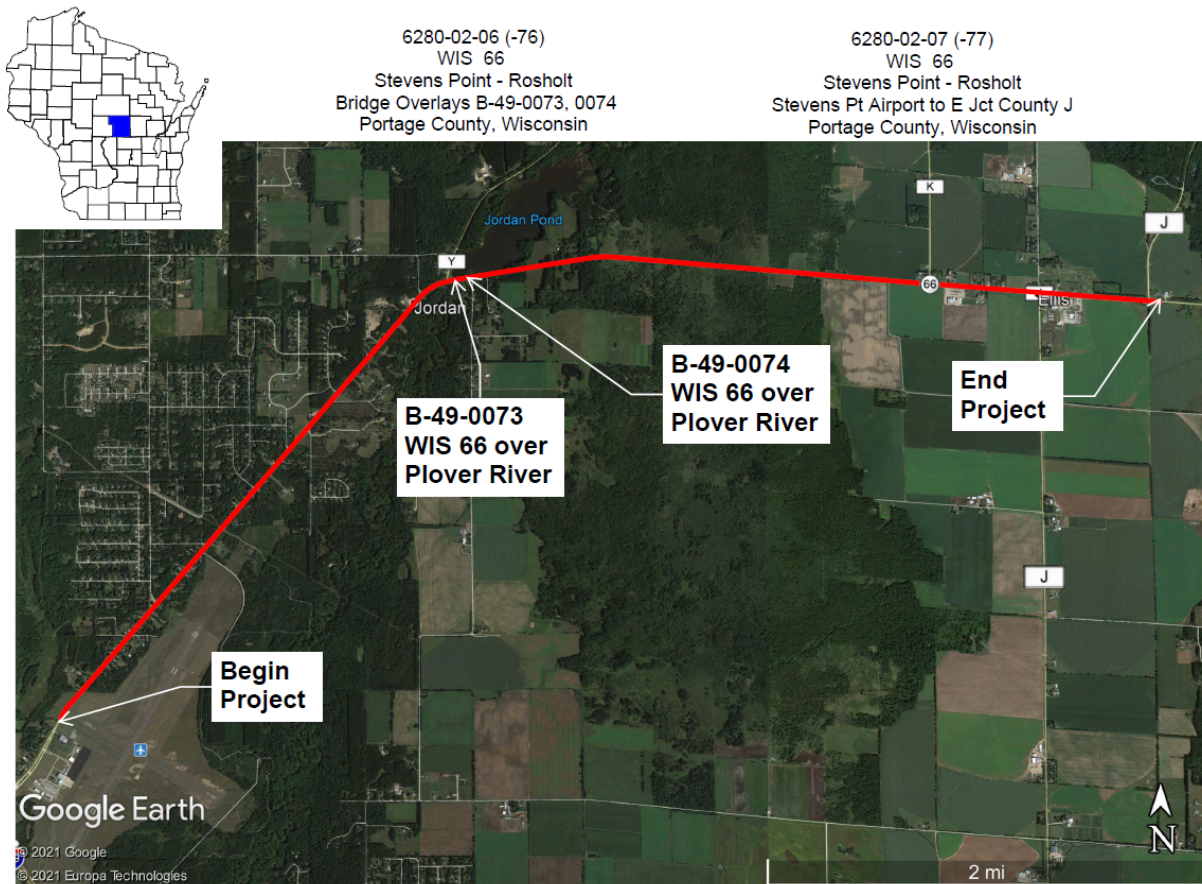 6280-02-06 (-76)
WIS 66
Stevens Point - Rosholt
Bridge Overlays B-49-0073, 0074
Portage County, Wisconsin
6280-02-07 (-77)
WIS 66
Stevens Point - Rosholt
Stevens Pt Airport to E Jct County J
Portage County, Wisconsin
K
J
Jordan Pond
Y
66
Ellis
Jordan
B-49-0074
WIS 66 over
Plover River
End
Project
B-49-0073
WIS 66 over
Plover River
J
Begin
Project
Google Earth
N
© 2021 Google
© 2021 Europa Technologies
2 mi